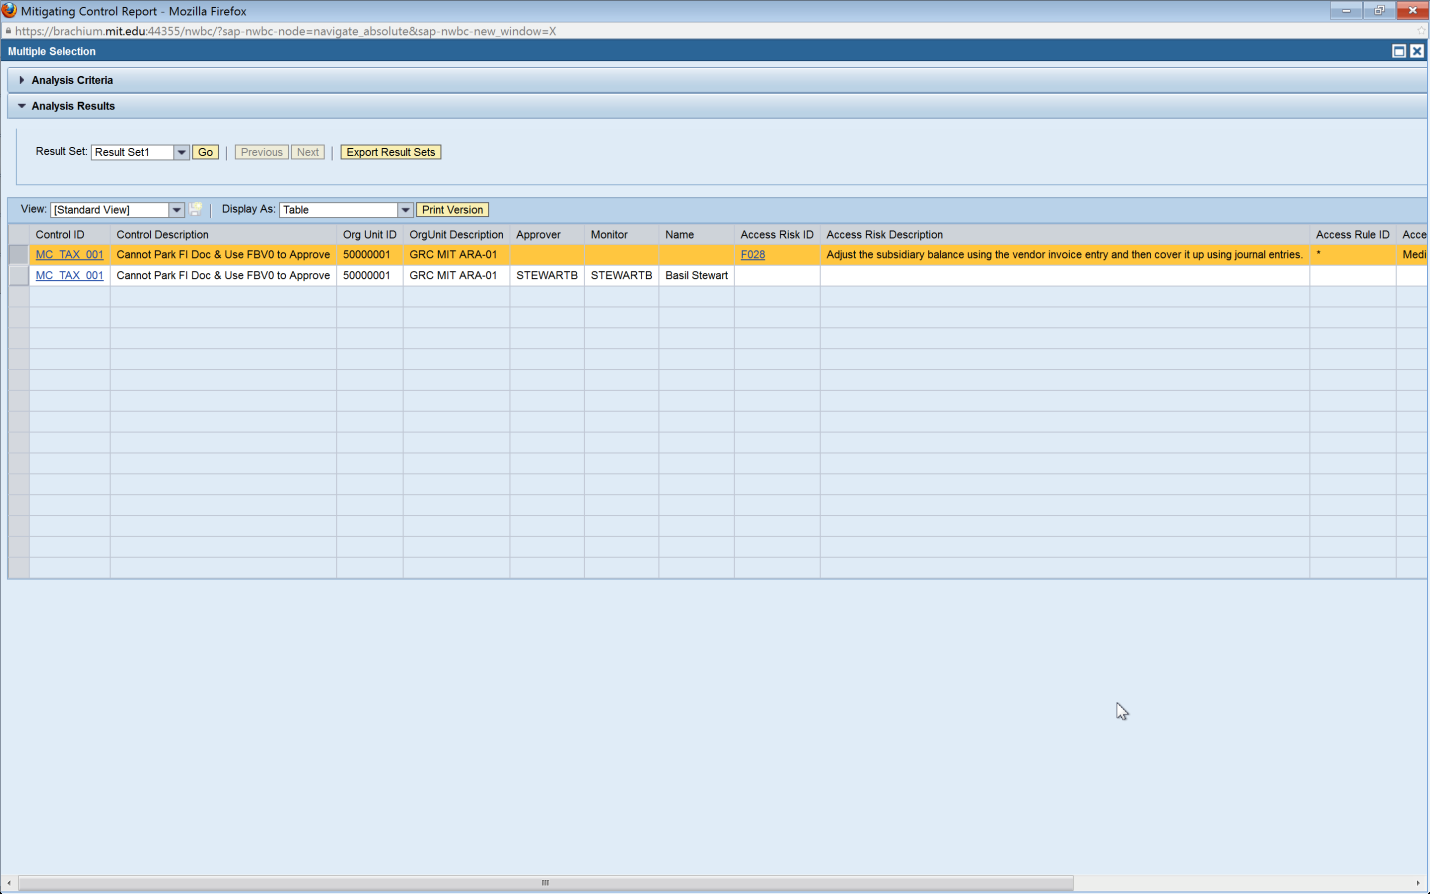 Mitigating Control Report - Mozilla Firefox
https://brachium.mit.edu:44355/nwbc/?sap-nwbc-node=navigate_absolute&sap-nwbc-new_window=X
Multiple Selection
Analysis Criteria
Analysis Results
Result Set: Result Set1 Go | Previous Next | Export Result Sets
View: [Standard View] | Display As: Table Print Version
Control ID Control Description Org Unit ID OrgUnit Description Approver Monitor Name Access Risk ID Access Risk Description Access Rule ID Acce
MC_TAX_001 Cannot Park FI Doc & Use FBV0 to Approve 50000001 GRC MIT ARA-01 F028 Adjust the subsidiary balance using the vendor invoice entry and then cover it up using journal entries. * Medi
MC_TAX_001 Cannot Park FI Doc & Use FBV0 to Approve 50000001 GRC MIT ARA-01 STEWARTB STEWARTB Basil Stewart